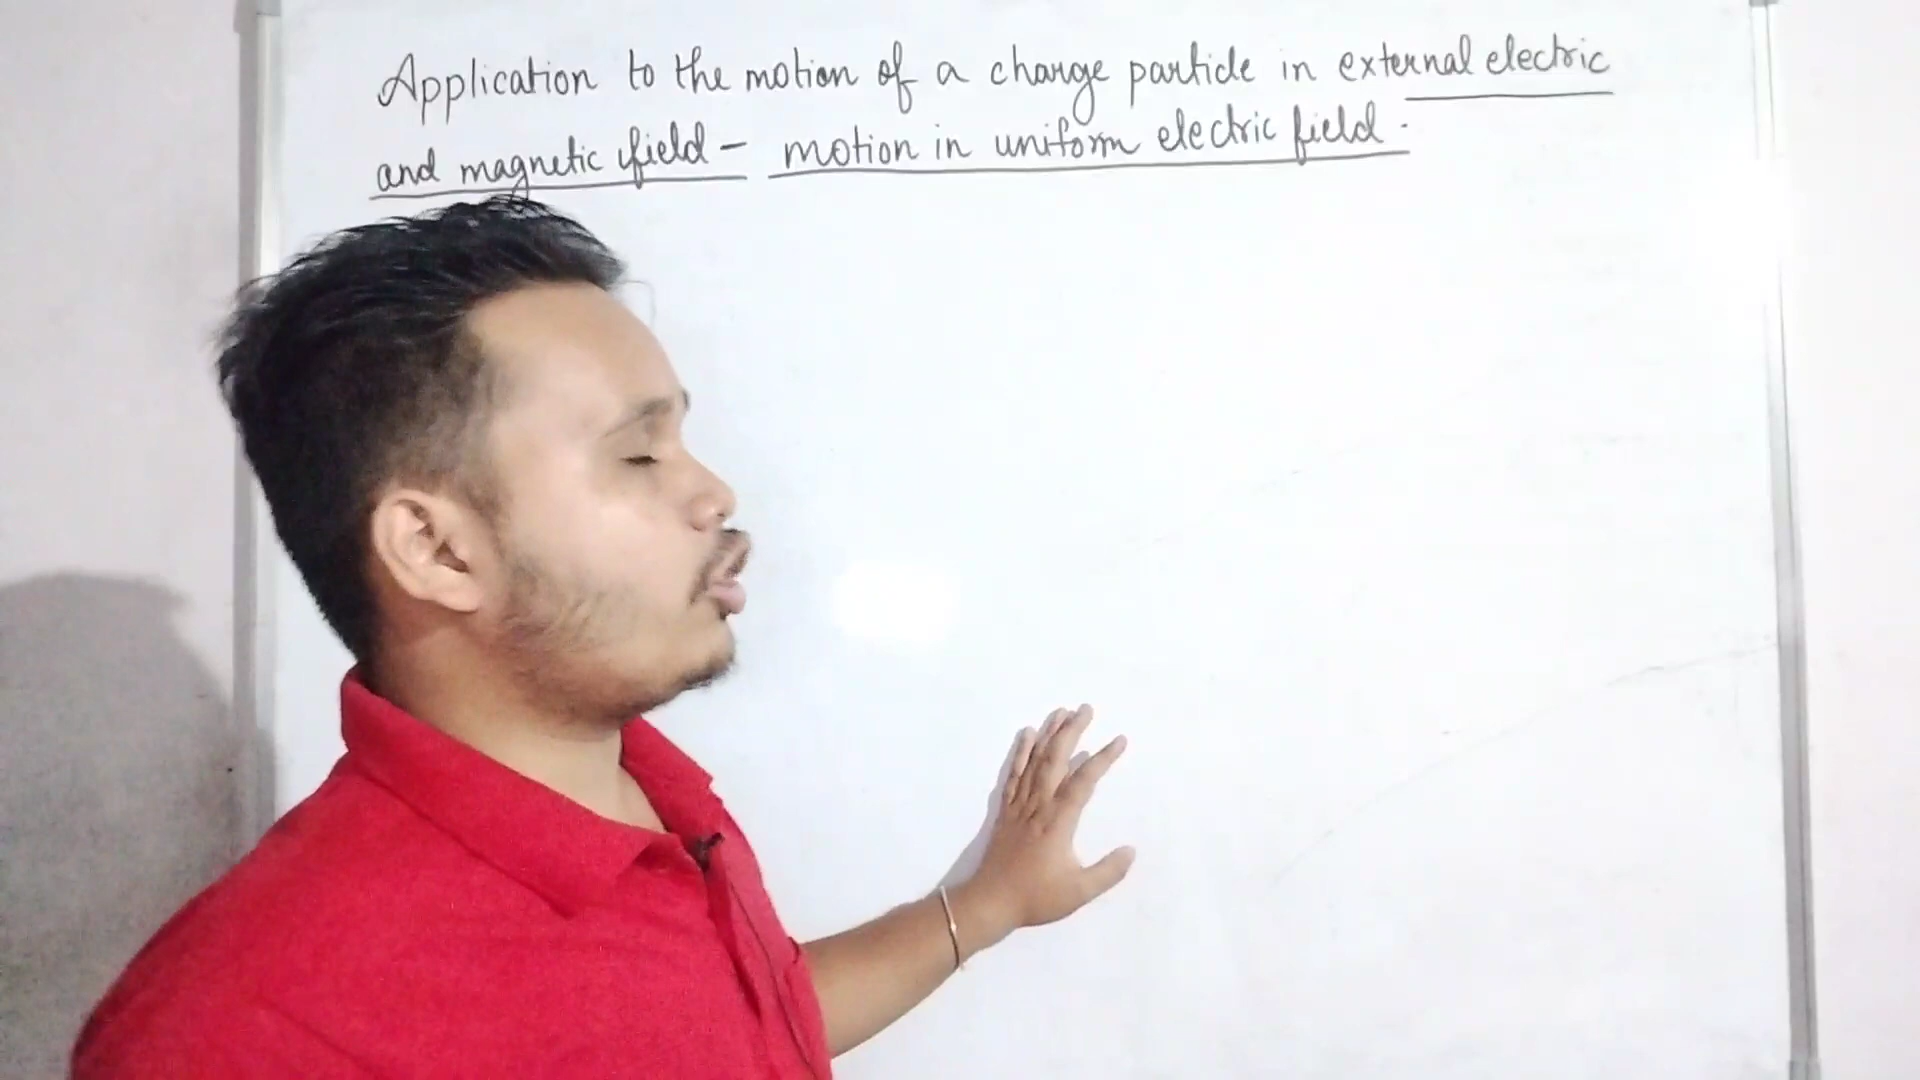 Application to the motion of a charge particle in external electric
and magnetic field - motion in uniform electric field.